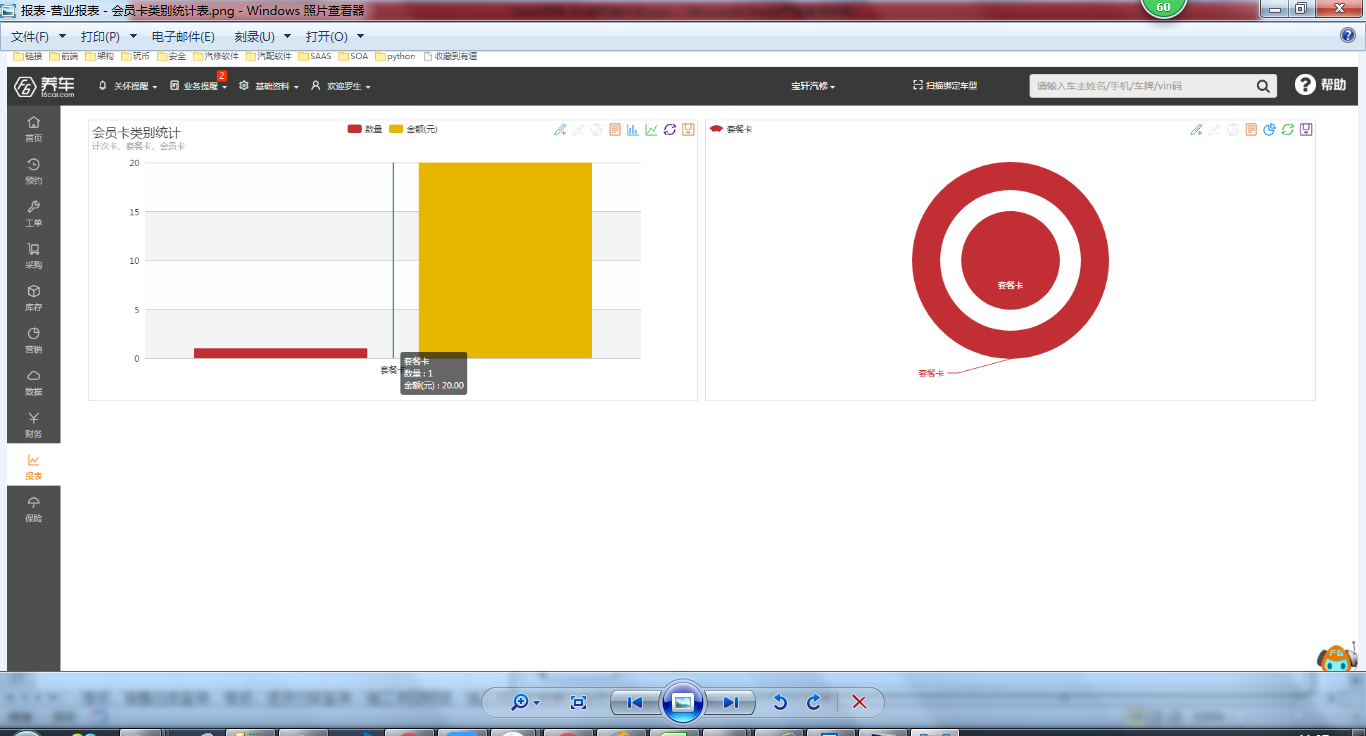 报表-营业报表 - 会员卡类别统计表.png - Windows 照片查看器
60
文件(F) 打印(P) 电子邮件(E) 刻录(U) 打开(O)
链接 前端 架构 玩币 安全 汽修软件 汽配软件 SAAS SOA python 收藏到有道
F6 养车 f6car.com 关怀提醒 业务提醒 2 基础资料 欢迎罗生 宝轩汽修 扫描绑定车型 请输入车主姓名/手机/车牌/vin码 帮助
首页
预约
工单
采购
库存
营销
数据
财务
报表
保险
会员卡类别统计 数量 金额(元)
计次卡、套餐卡、会员卡
20
15
10
5
0
套餐卡
数量 : 1
金额(元) : 20.00
套餐卡
套餐卡
套餐卡
F6